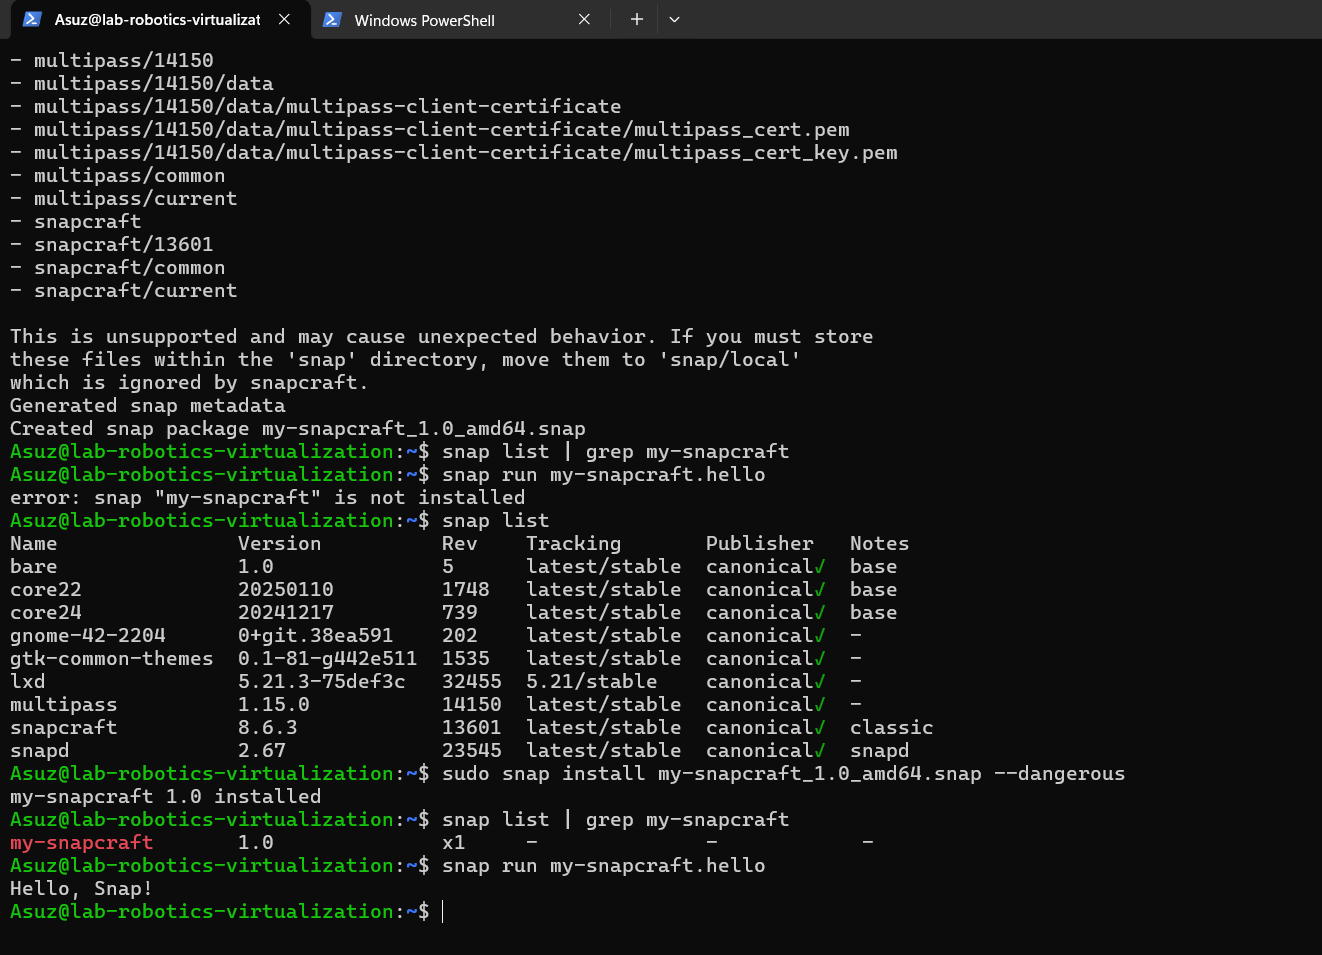 Asuz@lab-robotics-virtualizat
Windows PowerShell
- multipass/14150
- multipass/14150/data
- multipass/14150/data/multipass-client-certificate
- multipass/14150/data/multipass-client-certificate/multipass_cert.pem
- multipass/14150/data/multipass-client-certificate/multipass_cert_key.pem
- multipass/common
- multipass/current
- snapcraft
- snapcraft/13601
- snapcraft/common
- snapcraft/current
This is unsupported and may cause unexpected behavior. If you must store
these files within the 'snap' directory, move them to 'snap/local'
which is ignored by snapcraft.
Generated snap metadata
Created snap package my-snapcraft_1.0_amd64.snap
Asuz@lab-robotics-virtualization:~$ snap list | grep my-snapcraft
Asuz@lab-robotics-virtualization:~$ snap run my-snapcraft.hello
error: snap "my-snapcraft" is not installed
Asuz@lab-robotics-virtualization:~$ snap list
Name Version Rev Tracking Publisher Notes
bare 1.0 5 latest/stable canonical✓ base
core22 20250110 1748 latest/stable canonical✓ base
core24 20241217 739 latest/stable canonical✓ base
gnome-42-2204 0+git.38ea591 202 latest/stable canonical✓ -
gtk-common-themes 0.1-81-g442e511 1535 latest/stable canonical✓ -
lxd 5.21.3-75def3c 32455 5.21/stable canonical✓ -
multipass 1.15.0 14150 latest/stable canonical✓ -
snapcraft 8.6.3 13601 latest/stable canonical✓ classic
snapd 2.67 23545 latest/stable canonical✓ snapd
Asuz@lab-robotics-virtualization:~$ sudo snap install my-snapcraft_1.0_amd64.snap --dangerous
my-snapcraft 1.0 installed
Asuz@lab-robotics-virtualization:~$ snap list | grep my-snapcraft
my-snapcraft 1.0 x1 - - -
Asuz@lab-robotics-virtualization:~$ snap run my-snapcraft.hello
Hello, Snap!
Asuz@lab-robotics-virtualization:~$